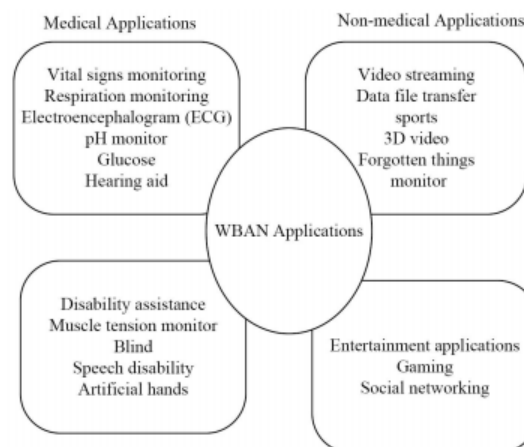 Medical Applications
Vital signs monitoring
Respiration monitoring
Electroencephalogram (ECG)
pH monitor
Glucose
Hearing aid
Non-medical Applications
Video streaming
Data file transfer
sports
3D video
Forgotten things
monitor
WBAN Applications
Disability assistance
Muscle tension monitor
Blind
Speech disability
Artificial hands
Entertainment applications
Gaming
Social networking